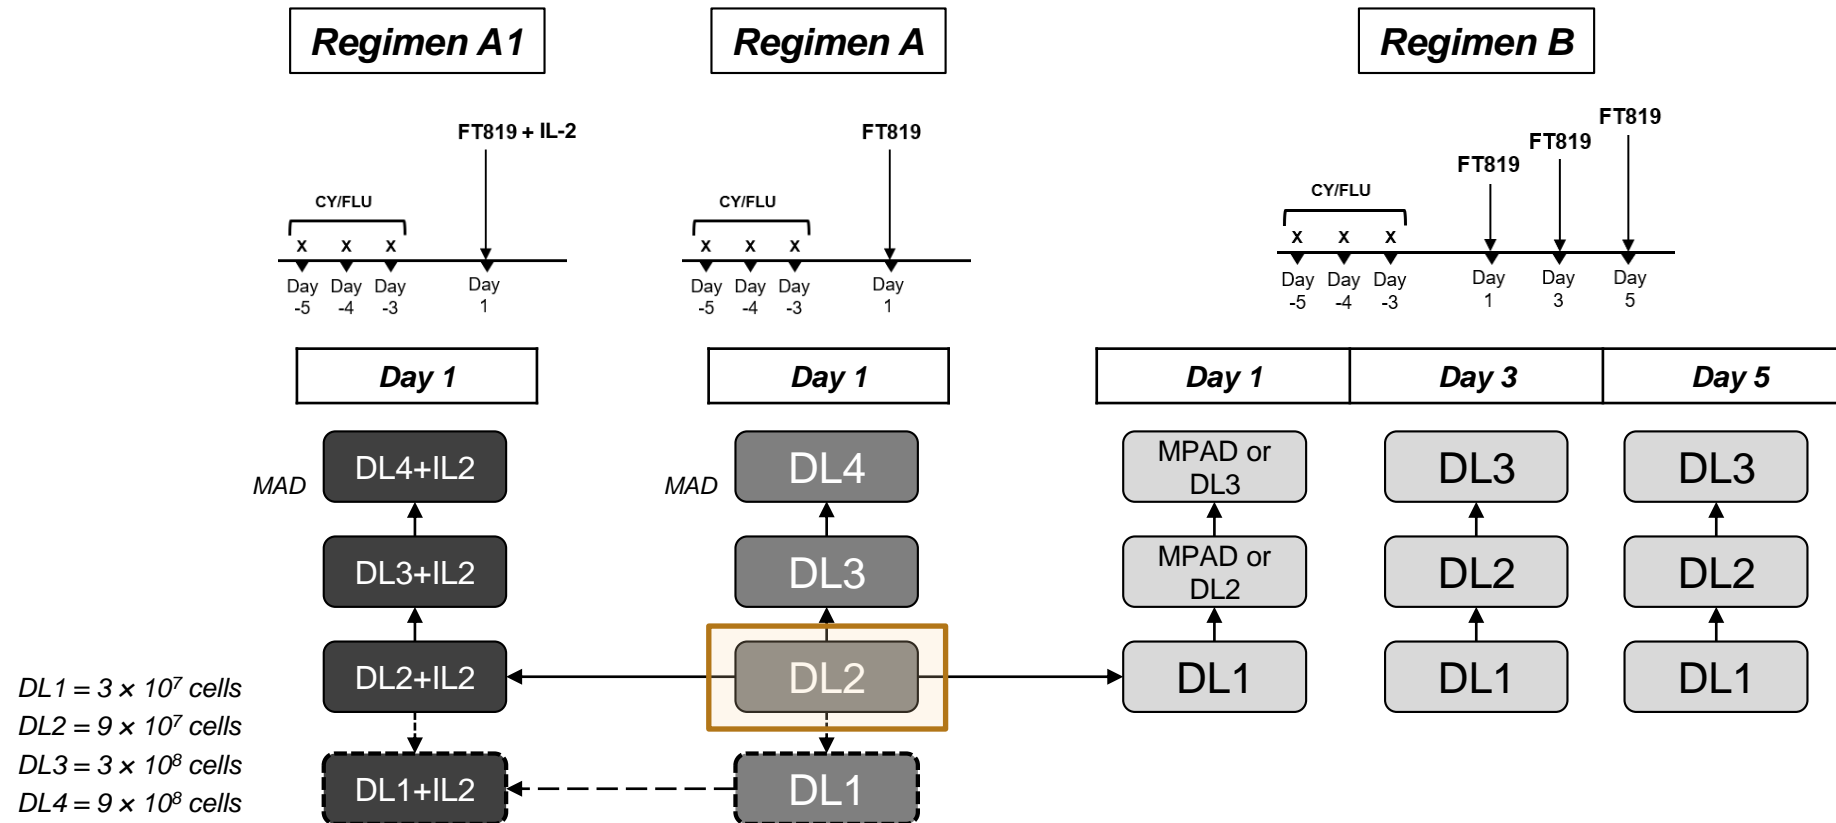 Regimen A1
Regimen A
Regimen B
FT819 + IL-2
CY/FLU
x x x
Day -5
Day -4
Day -3
Day 1
FT819
CY/FLU
x x x
Day -5
Day -4
Day -3
Day 1
FT819
FT819
FT819
CY/FLU
x x x
Day -5
Day -4
Day -3
Day 1
Day 3
Day 5
Day 1
Day 1
Day 1
Day 3
Day 5
MAD
DL4+IL2
MAD
DL4
MPAD or
DL3
DL3
DL3
DL3+IL2
DL3
MPAD or
DL2
DL2
DL2
DL2+IL2
DL2
DL1
DL1
DL1
DL1+IL2
DL1
DL1 = 3 × 10⁷ cells
DL2 = 9 × 10⁷ cells
DL3 = 3 × 10⁸ cells
DL4 = 9 × 10⁸ cells